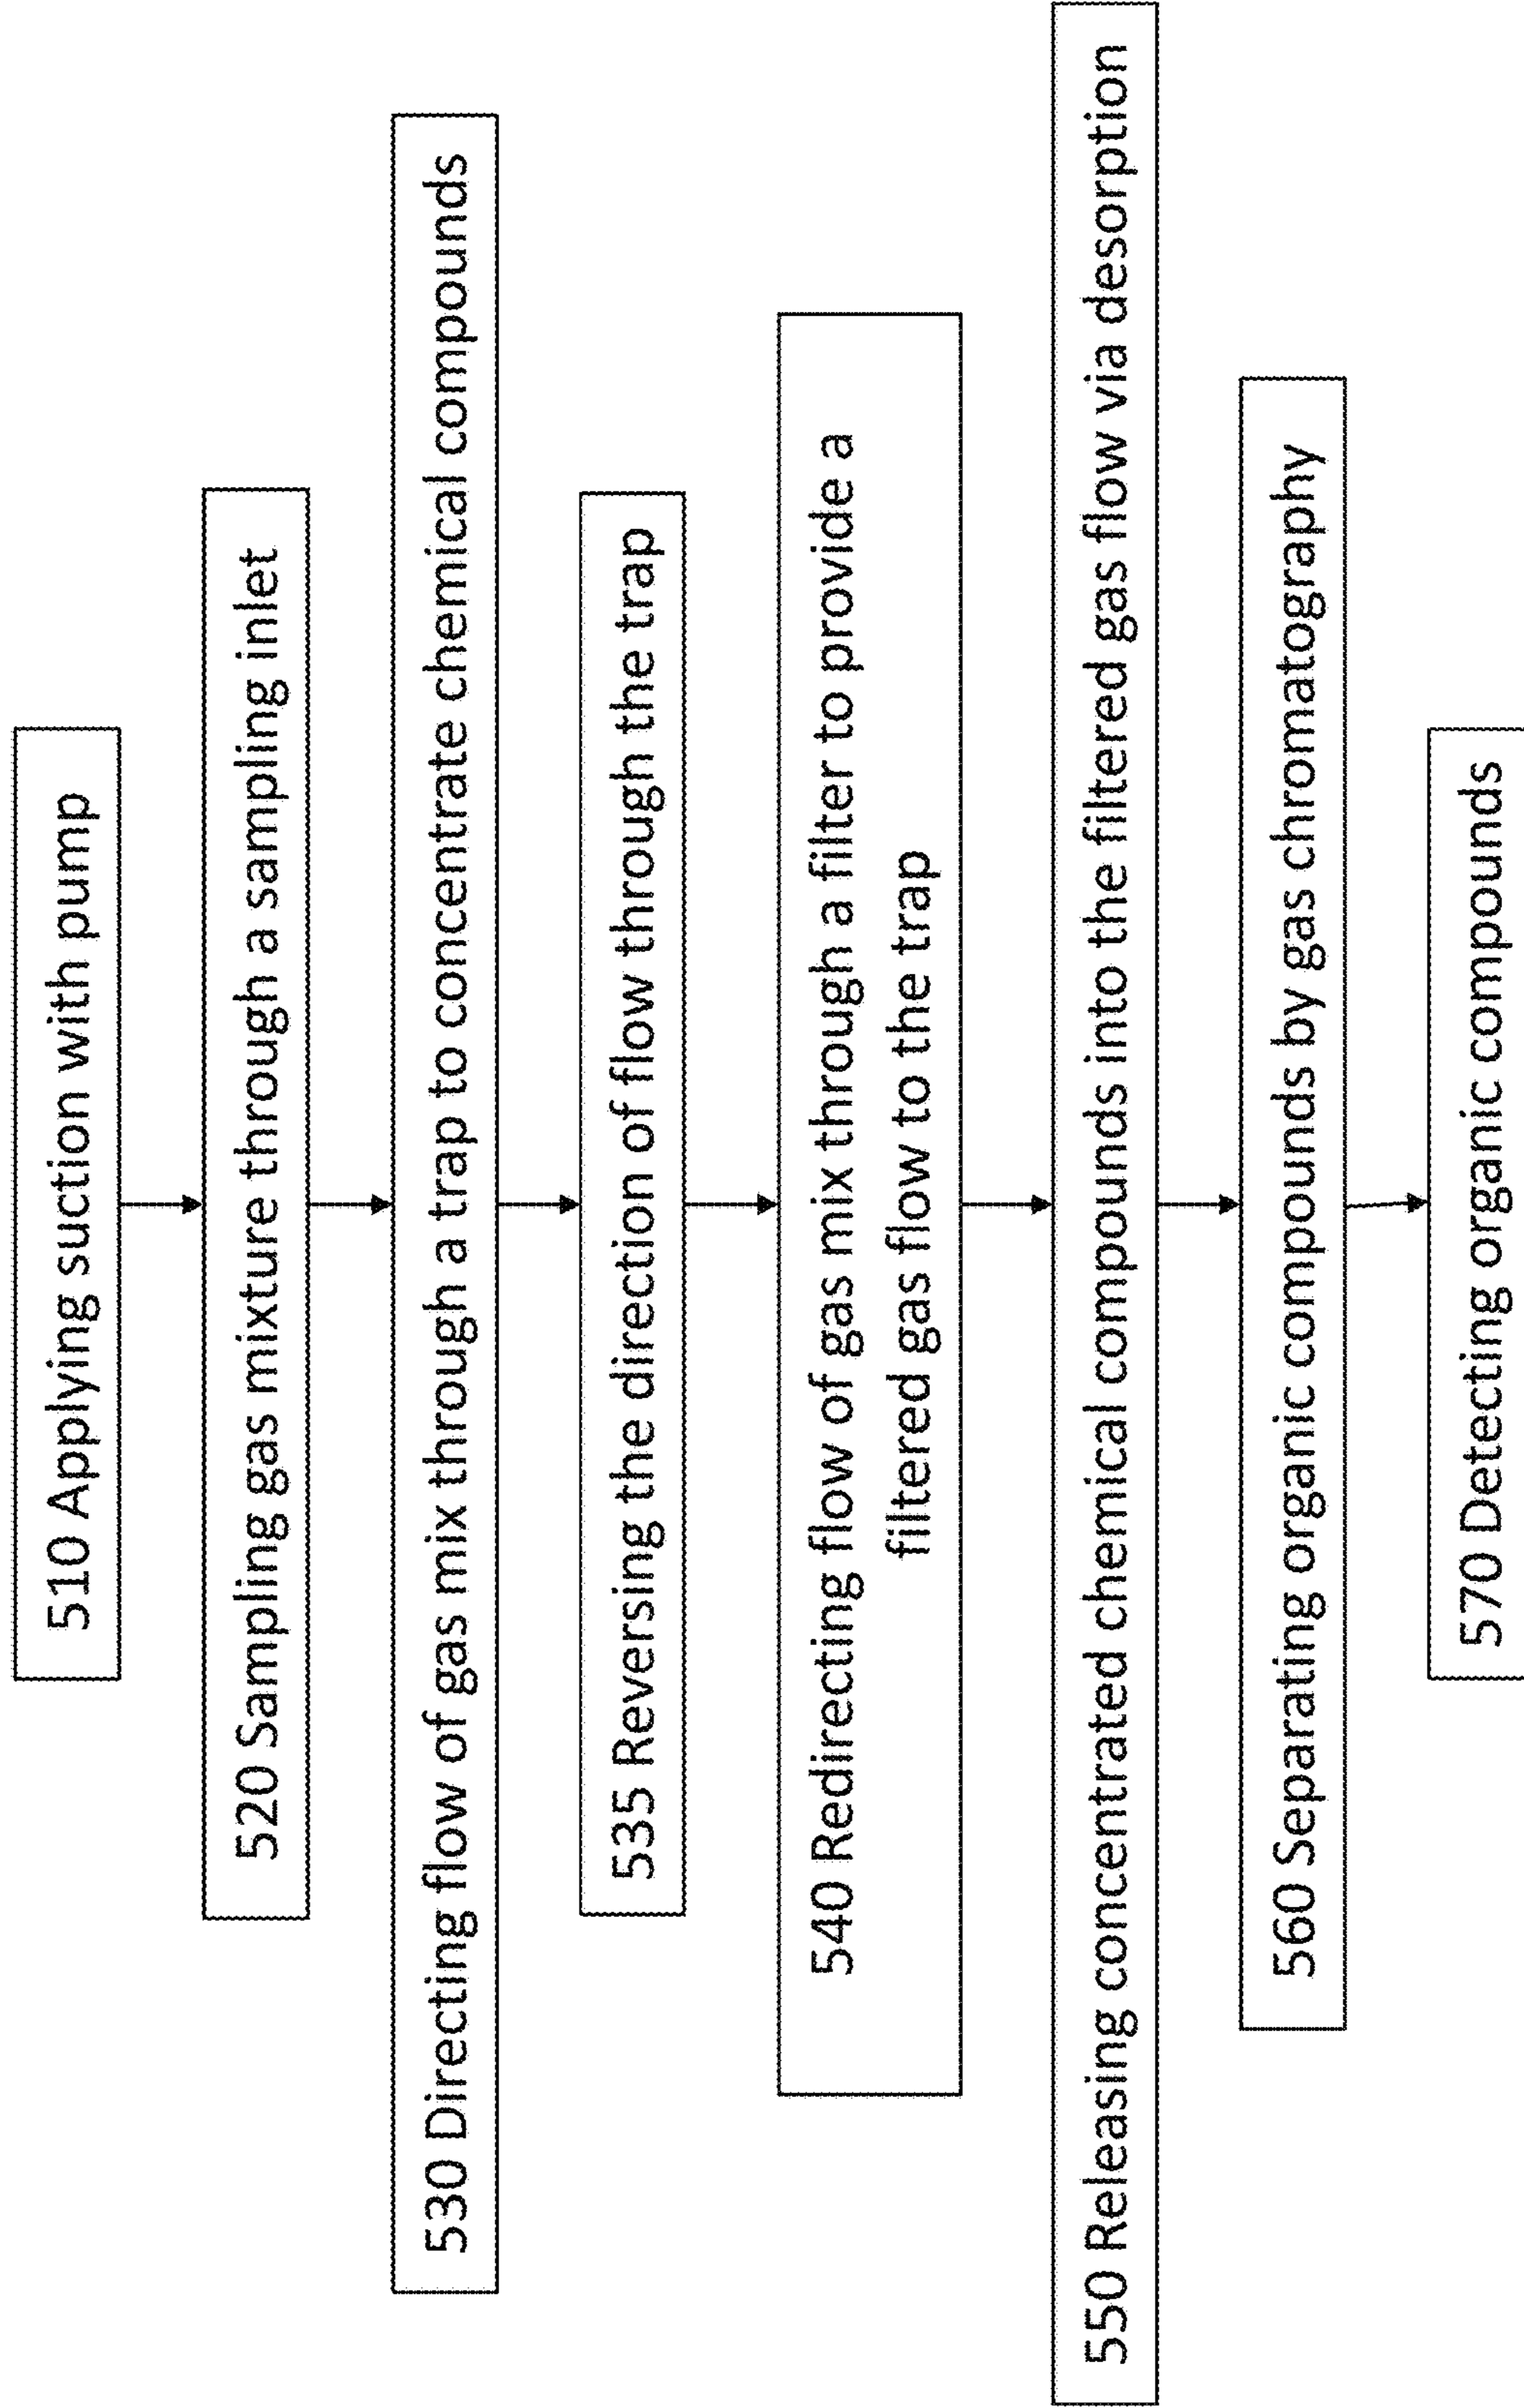 510 Applying suction with pump
520 Sampling gas mixture through a sampling inlet
530 Directing flow of gas mix through a trap to concentrate chemical compounds
535 Reversing the direction of flow through the trap
540 Redirecting flow of gas mix through a filter to provide a
filtered gas flow to the trap
550 Releasing concentrated chemical compounds into the filtered gas flow via desorption
560 Separating organic compounds by gas chromatography
570 Detecting organic compounds